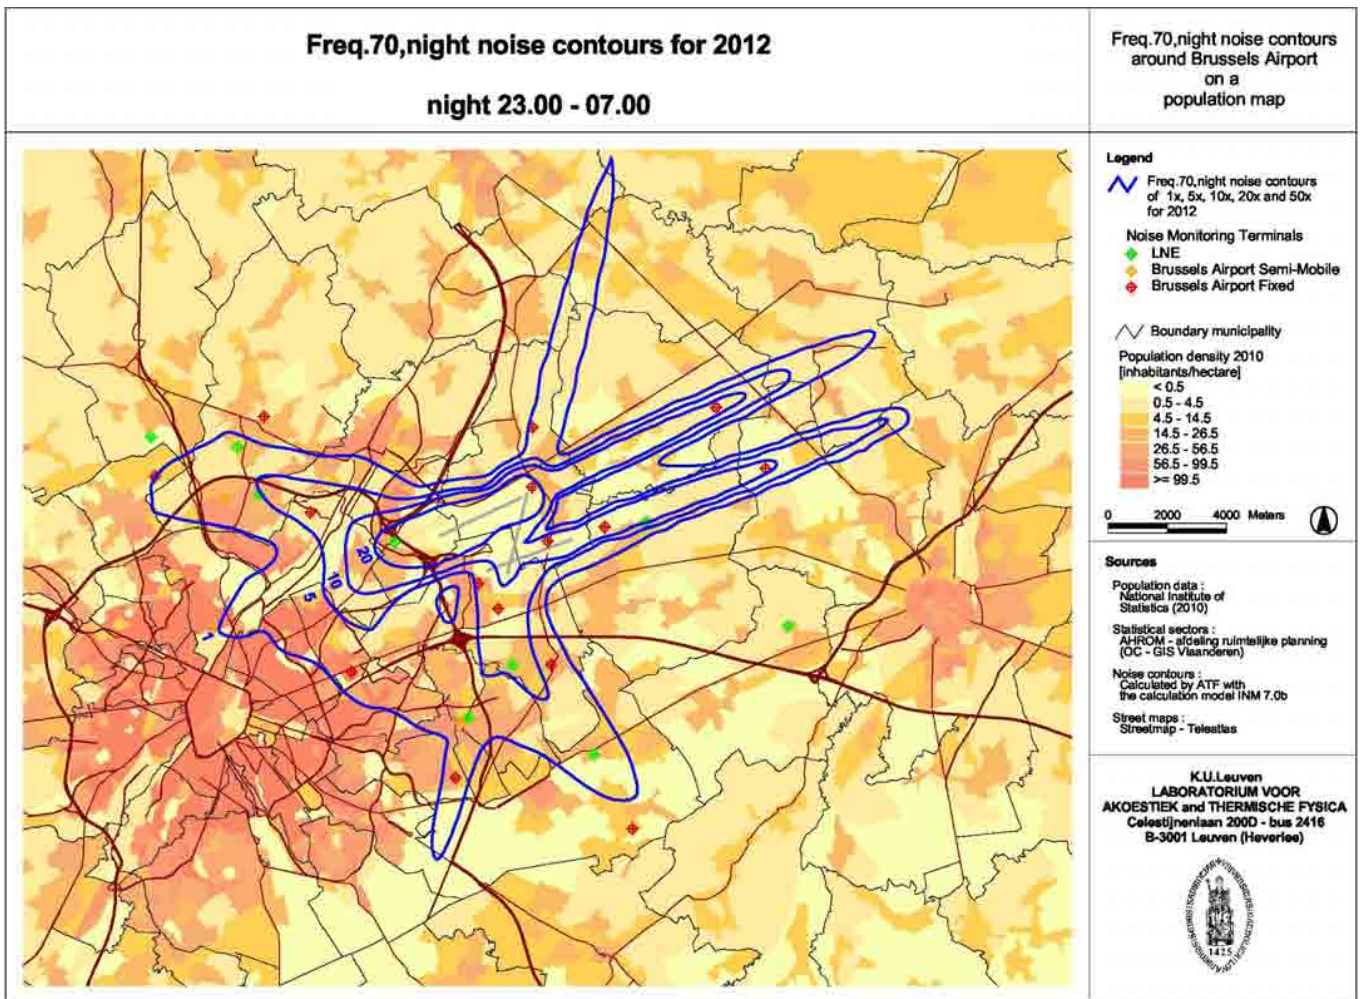 Freq.70,night noise contours for 2012
night 23.00 - 07.00
Freq.70,night noise contours
around Brussels Airport
on a
population map
Legend
Freq.70,night noise contours
of 1x, 5x, 10x, 20x and 50x
for 2012
Noise Monitoring Terminals
LNE
Brussels Airport Semi-Mobile
Brussels Airport Fixed
Boundary municipality
Population density 2010
[inhabitants/hectare]
< 0.5
0.5 - 4.5
4.5 - 14.5
14.5 - 26.5
26.5 - 56.5
56.5 - 99.5
>= 99.5
0 2000 4000 Meters
Sources
Population data :
National Institute of
Statistics (2010)
Statistical sectors :
AHROM - afdeling ruimtelijke planning
(OC - GIS Vlaanderen)
Noise contours :
Calculated by ATF with
the calculation model INM 7.0b
Street maps :
Streetmap - Teleatlas
K.U.Leuven
LABORATORIUM VOOR
AKOESTIEK and THERMISCHE FYSICA
Celestijnenlaan 200D - bus 2416
B-3001 Leuven (Heverlee)
1425
20
10
5
1